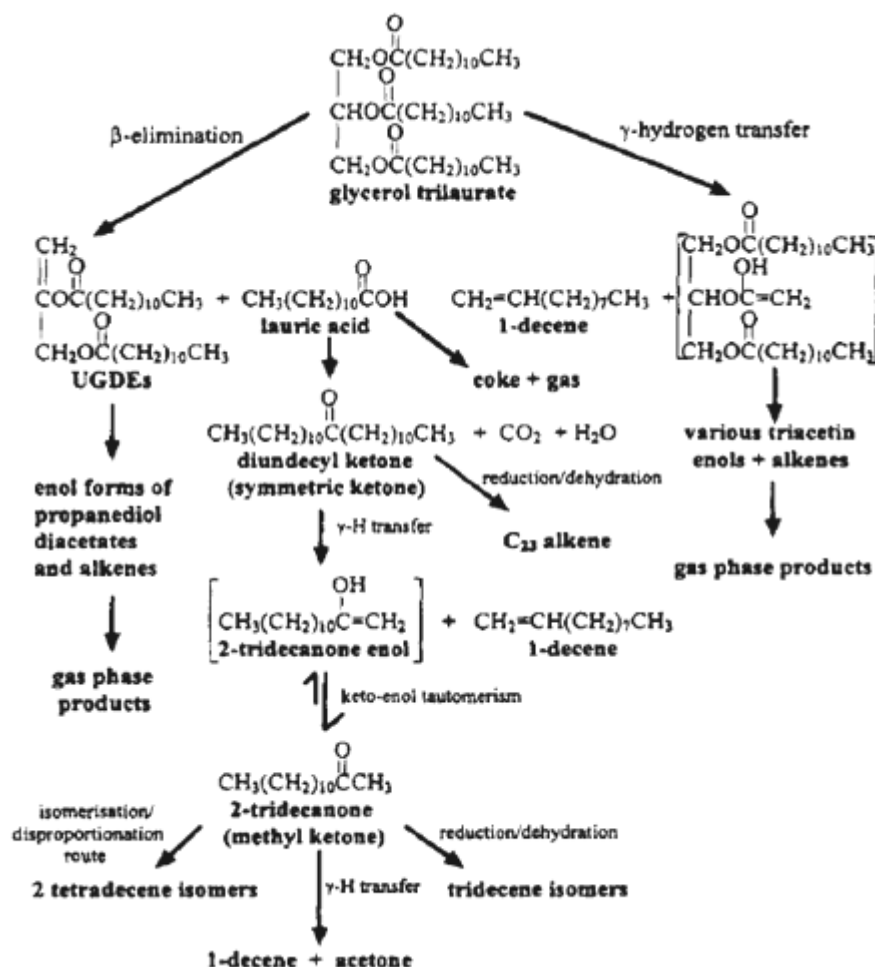 O
CH₂OC(CH₂)₁₀CH₃
O
CHOC(CH₂)₁₀CH₃
O
CH₂OC(CH₂)₁₀CH₃
glycerol trilaurate
β-elimination
γ-hydrogen transfer
CH₂
O
COC(CH₂)₁₀CH₃
O
CH₂OC(CH₂)₁₀CH₃
UGDEs
+
O
CH₃(CH₂)₁₀COH
lauric acid
CH₂=CH(CH₂)₇CH₃
1-decene
+
O
CH₂OC(CH₂)₁₀CH₃
OH
CHOC=CH₂
O
CH₂OC(CH₂)₁₀CH₃
coke + gas
O
CH₃(CH₂)₁₀C(CH₂)₁₀CH₃ + CO₂ + H₂O
diundecyl ketone
(symmetric ketone)
reduction/dehydration
C₂₃ alkene
various triacetin
enols + alkenes
gas phase products
enol forms of
propanediol
diacetates
and alkenes
gas phase
products
γ-H transfer
OH
CH₃(CH₂)₁₀C=CH₂ + CH₂=CH(CH₂)₇CH₃
2-tridecanone enol
1-decene
keto-enol tautomerism
O
CH₃(CH₂)₁₀CCH₃
2-tridecanone
(methyl ketone)
isomerisation/
disproportionation
route
reduction/dehydration
2 tetradecene isomers
γ-H transfer
tridecene isomers
1-decene + acetone